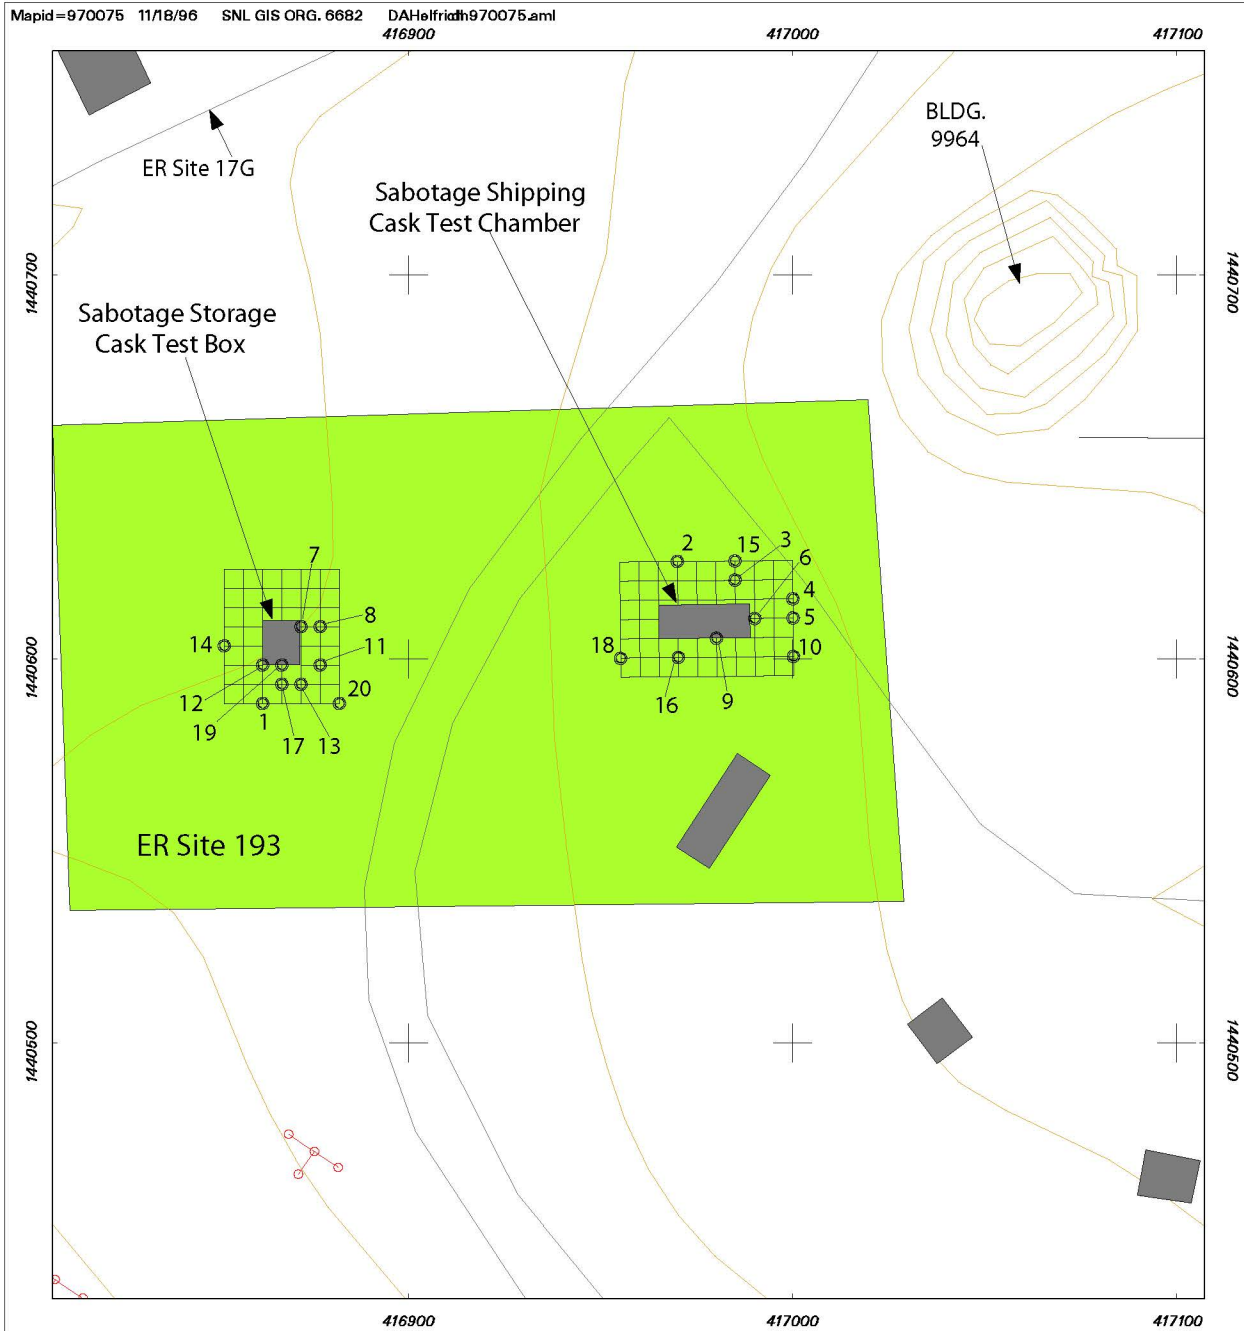 Mapid=970075 11/18/96 SNL GIS ORG. 6682 DAHelfrich970075.aml
416900 417000 417100
BLDG.
9964
ER Site 17G
Sabotage Shipping
Cask Test Chamber
1440700 1440700
Sabotage Storage
Cask Test Box
7
8
14
11
12
19
1
17
13
20
2
15
3
6
4
5
18
10
16
9
1440600 1440600
ER Site 193
1440500 1440500
416900 417000 417100